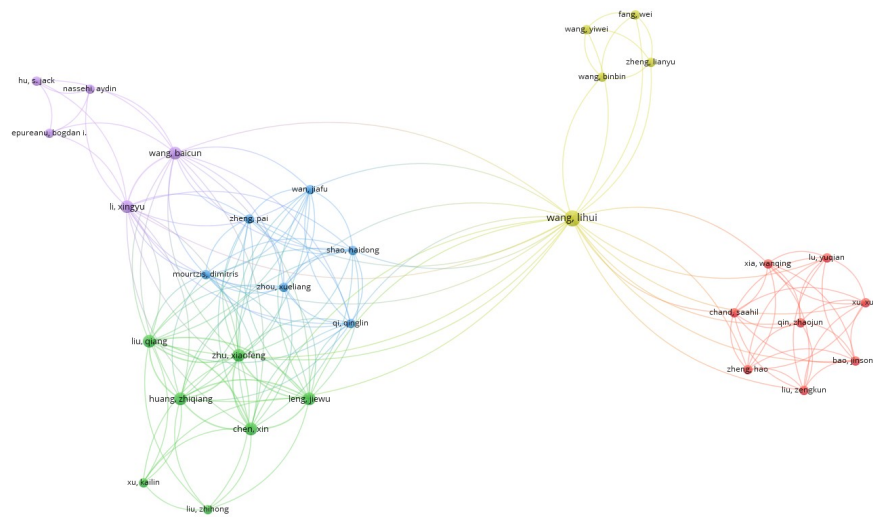 fang, wei
wang, yiwei
zheng, lianyu
wang, binbin
hu, s. jack
nassehi, aydin
epureanu, bogdan i.
wang, baicun
wan, jiafu
li, xingyu
zheng, pai
wang, lihui
shao, haidong
lu, yuqian
xia, wanqing
mourtzis, dimitris
zhou, xueliang
xu, xu
chand, saahil
qin, zhaojun
qi, qinglin
liu, qiang
zhu, xiaofeng
bao, jinson
zheng, hao
liu, zengkun
huang, zhiqiang
leng, jiewu
chen, xin
xu, kailin
liu, zhihong